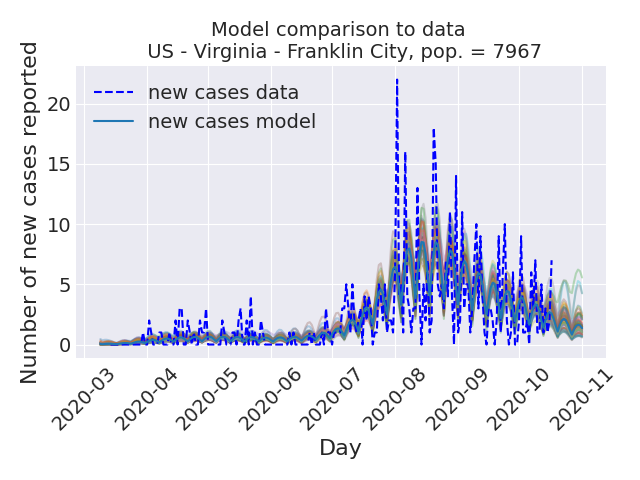 Model comparison to data
US - Virginia - Franklin City, pop. = 7967
Number of new cases reported
20
15
10
5
0
new cases data
new cases model
2020-03
2020-04
2020-05
2020-06
2020-07
2020-08
2020-09
2020-10
2020-11
Day